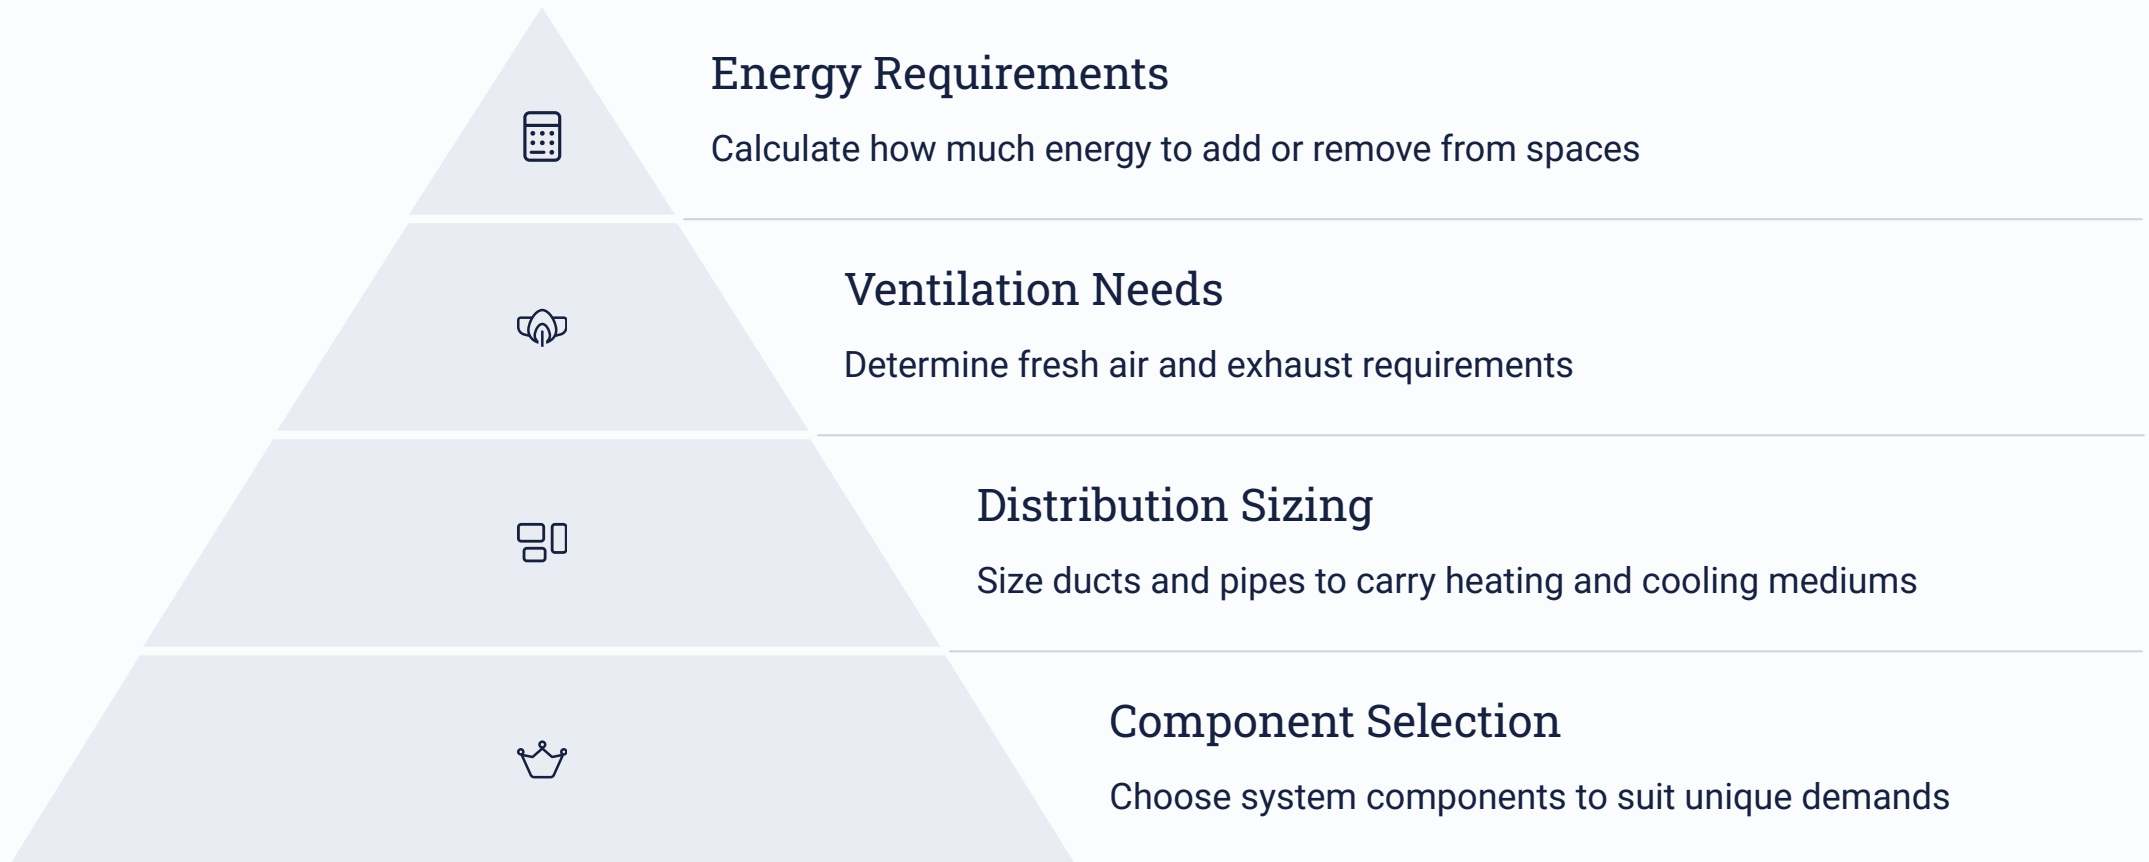 Energy Requirements
Calculate how much energy to add or remove from spaces
Ventilation Needs
Determine fresh air and exhaust requirements
Distribution Sizing
Size ducts and pipes to carry heating and cooling mediums
Component Selection
Choose system components to suit unique demands